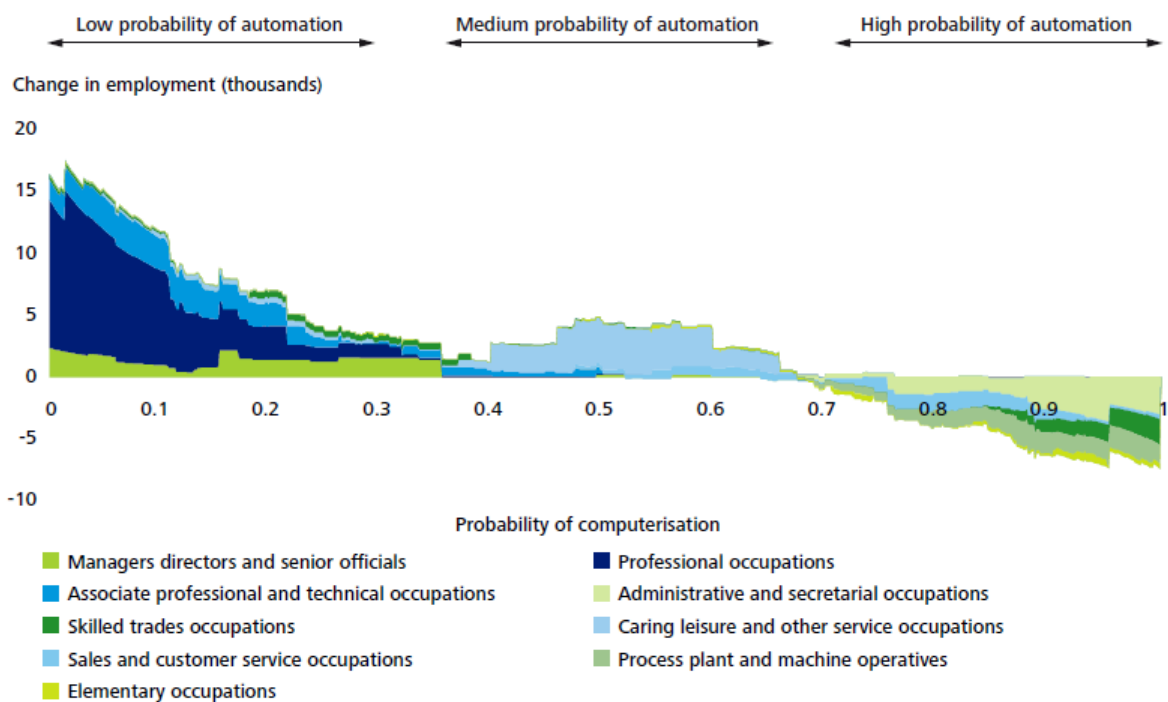 Low probability of automation
Medium probability of automation
High probability of automation
Change in employment (thousands)
20
15
10
5
0
0 0.1 0.2 0.3 0.4 0.5 0.6 0.7 0.8 0.9 1
-5
-10
Probability of computerisation
Managers directors and senior officials
Professional occupations
Associate professional and technical occupations
Administrative and secretarial occupations
Skilled trades occupations
Caring leisure and other service occupations
Sales and customer service occupations
Process plant and machine operatives
Elementary occupations